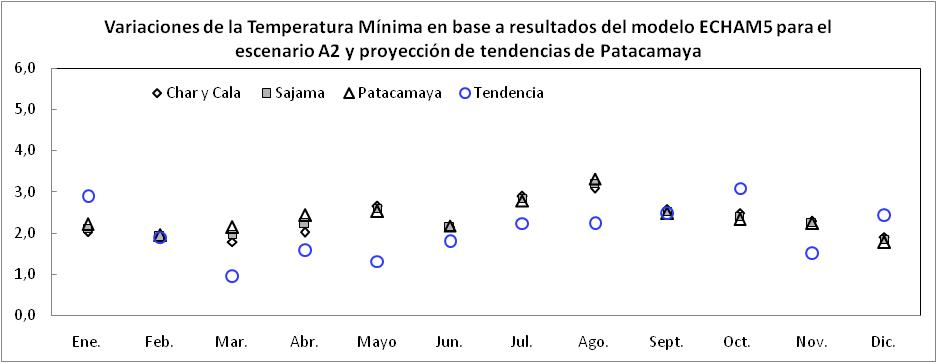 Variaciones de la Temperatura Mínima en base a resultados del modelo ECHAM5 para el
escenario A2 y proyección de tendencias de Patacamaya
6,0
Char y Cala Sajama Patacamaya Tendencia
5,0
4,0
3,0
2,0
1,0
0,0
Ene. Feb. Mar. Abr. Mayo Jun. Jul. Ago. Sept. Oct. Nov. Dic.